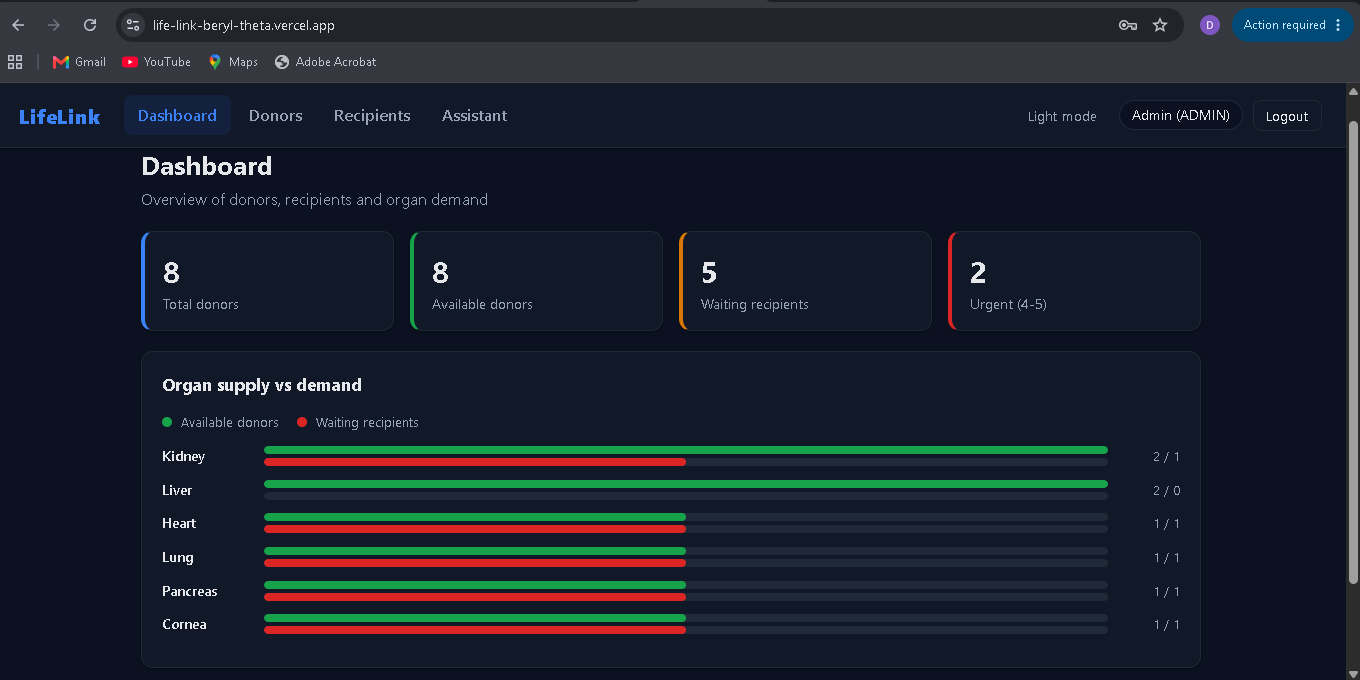 life-link-beryl-theta.vercel.app
D
Action required
Gmail
YouTube
Maps
Adobe Acrobat
LifeLink
Dashboard
Donors
Recipients
Assistant
Light mode
Admin (ADMIN)
Logout
Dashboard
Overview of donors, recipients and organ demand
8
Total donors
8
Available donors
5
Waiting recipients
2
Urgent (4-5)
Organ supply vs demand
Available donors
Waiting recipients
Kidney 2 / 1
Liver 2 / 0
Heart 1 / 1
Lung 1 / 1
Pancreas 1 / 1
Cornea 1 / 1